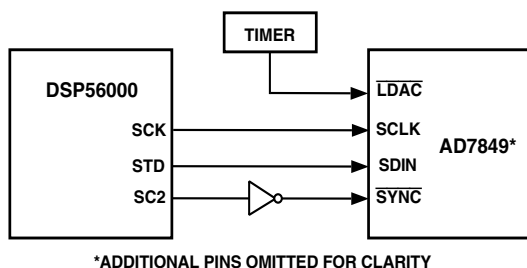 TIMER
DSP56000
SCK
STD
SC2
LDAC
SCLK
SDIN
SYNC
AD7849*
*ADDITIONAL PINS OMITTED FOR CLARITY